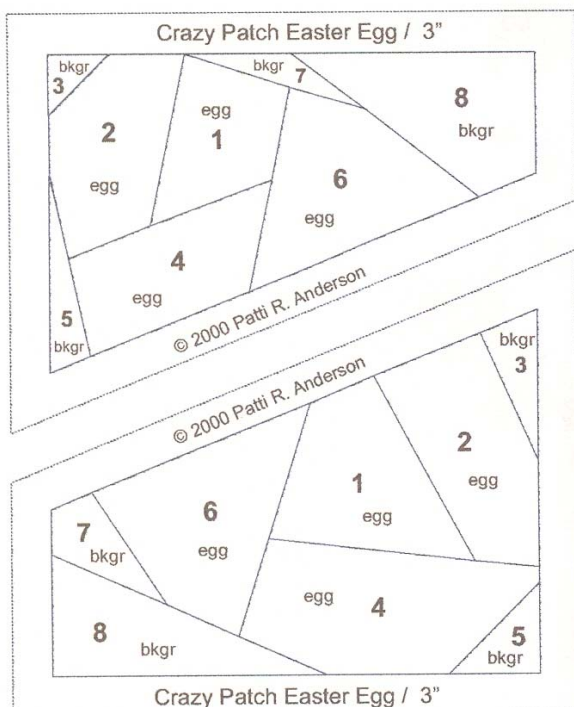 Crazy Patch Easter Egg / 3”
bkgr
3
bkgr
7
8
bkgr
egg
1
2
egg
6
egg
4
egg
5
bkgr
© 2000 Patti R. Anderson
bkgr
3
© 2000 Patti R. Anderson
2
egg
1
egg
6
egg
7
bkgr
egg 4
8 bkgr
5
bkgr
Crazy Patch Easter Egg / 3”